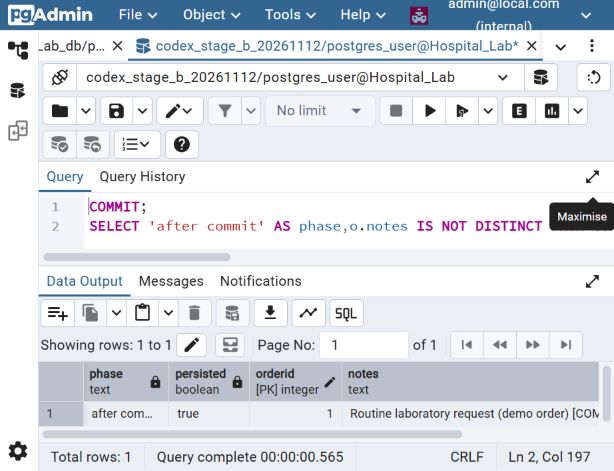 pgAdmin File Object Tools Help admin@local.com (internal)
_ab_db/p... codex_stage_b_20261112/postgres_user@Hospital_Lab*
codex_stage_b_20261112/postgres_user@Hospital_Lab
No limit
E
Query Query History
Maximise
1 COMMIT;
2 SELECT 'after commit' AS phase,o.notes IS NOT DISTINCT
Data Output Messages Notifications
SQL
Showing rows: 1 to 1 Page No: 1 of 1
phase persisted orderid notes
text boolean [PK] integer text
1 after com... true 1 Routine laboratory request (demo order) [COM
Total rows: 1 Query complete 00:00:00.565 CRLF Ln 2, Col 197